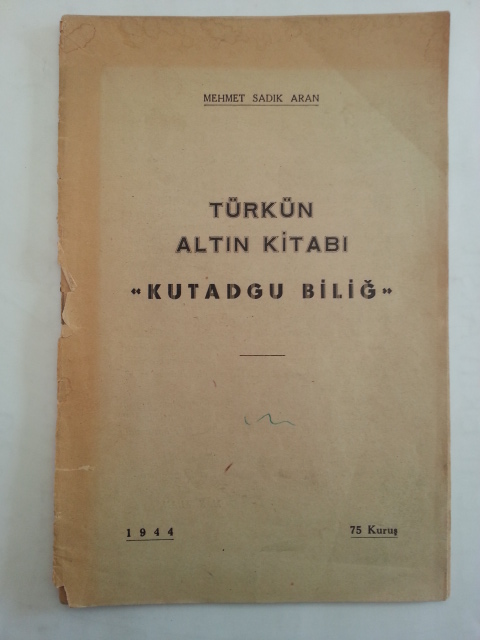 MEHMET SADIK ARAN
TÜRKÜN
ALTIN KİTABI
«KUTADGU BİLİĞ»
1944
75 Kuruş